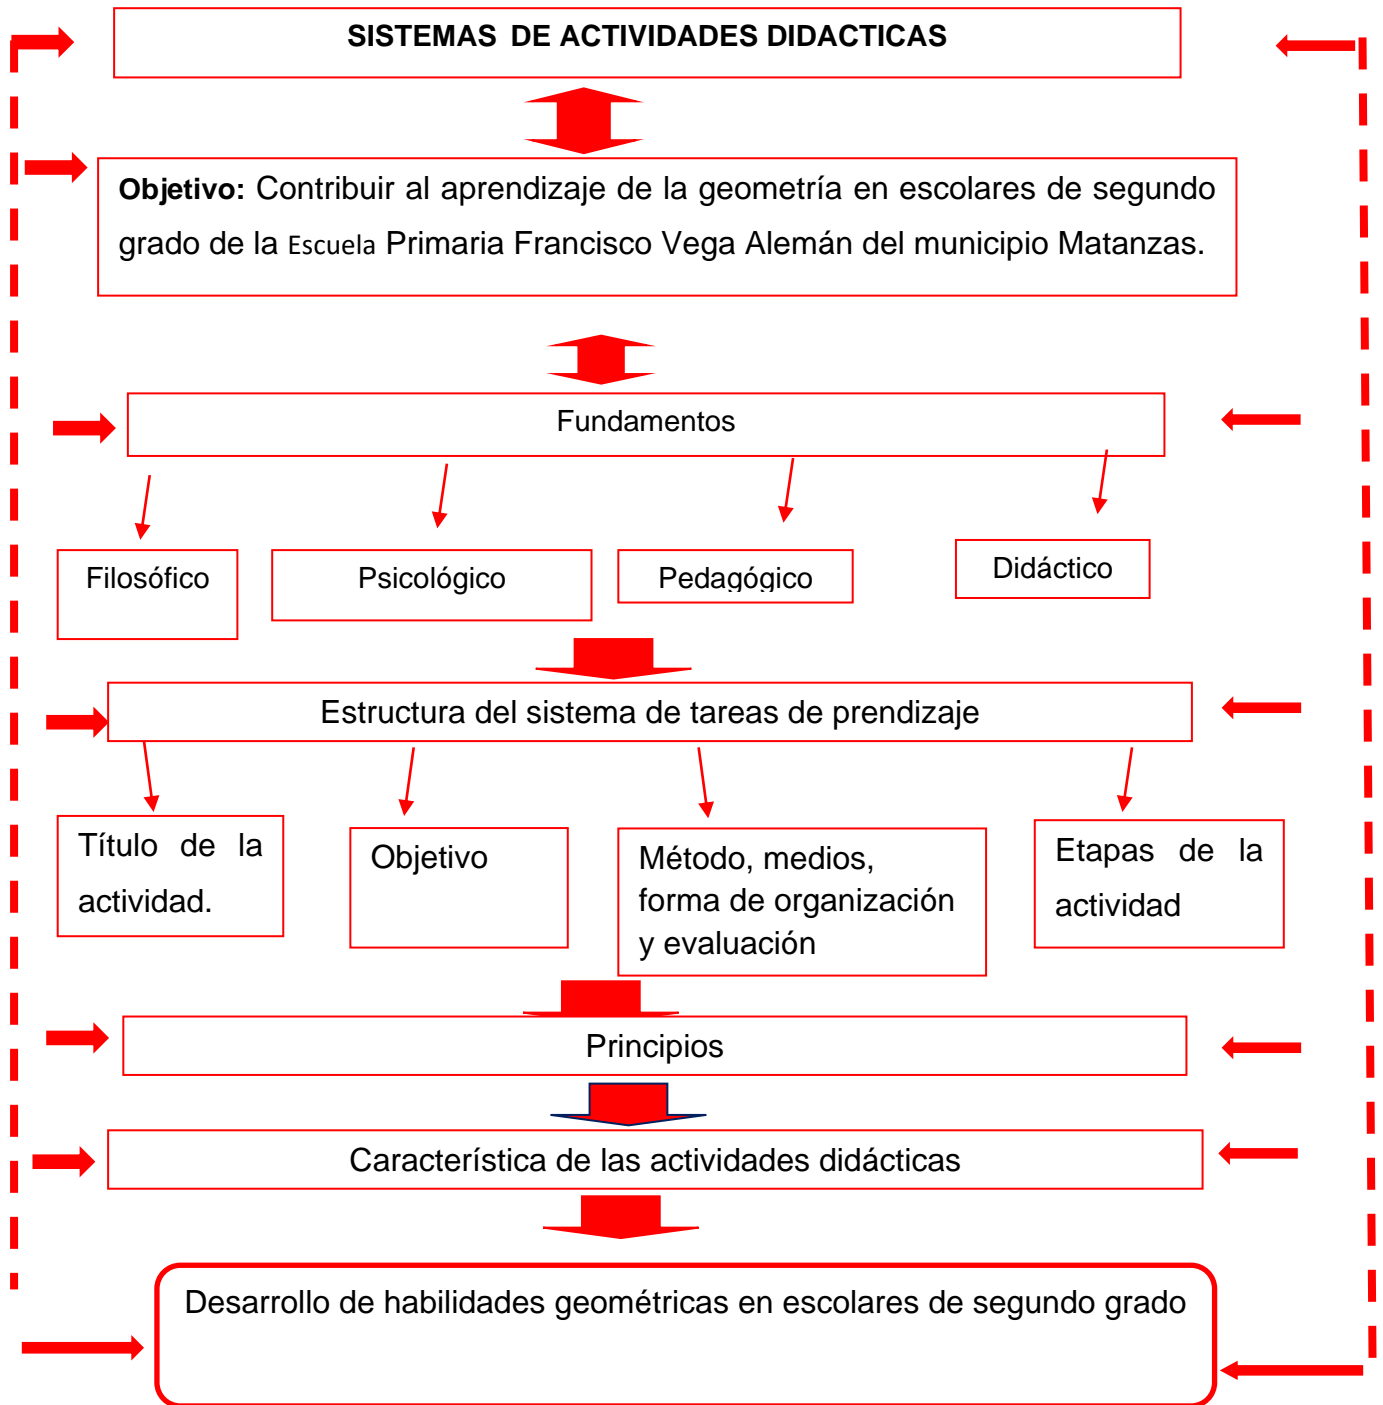 SISTEMAS DE ACTIVIDADES DIDACTICAS
Objetivo: Contribuir al aprendizaje de la geometría en escolares de segundo
grado de la Escuela Primaria Francisco Vega Alemán del municipio Matanzas.
Fundamentos
Filosófico
Psicológico
Pedagógico
Didáctico
Estructura del sistema de tareas de prendizaje
Título de la
actividad.
Objetivo
Método, medios,
forma de organización
y evaluación
Etapas de la
actividad
Principios
Característica de las actividades didácticas
Desarrollo de habilidades geométricas en escolares de segundo grado